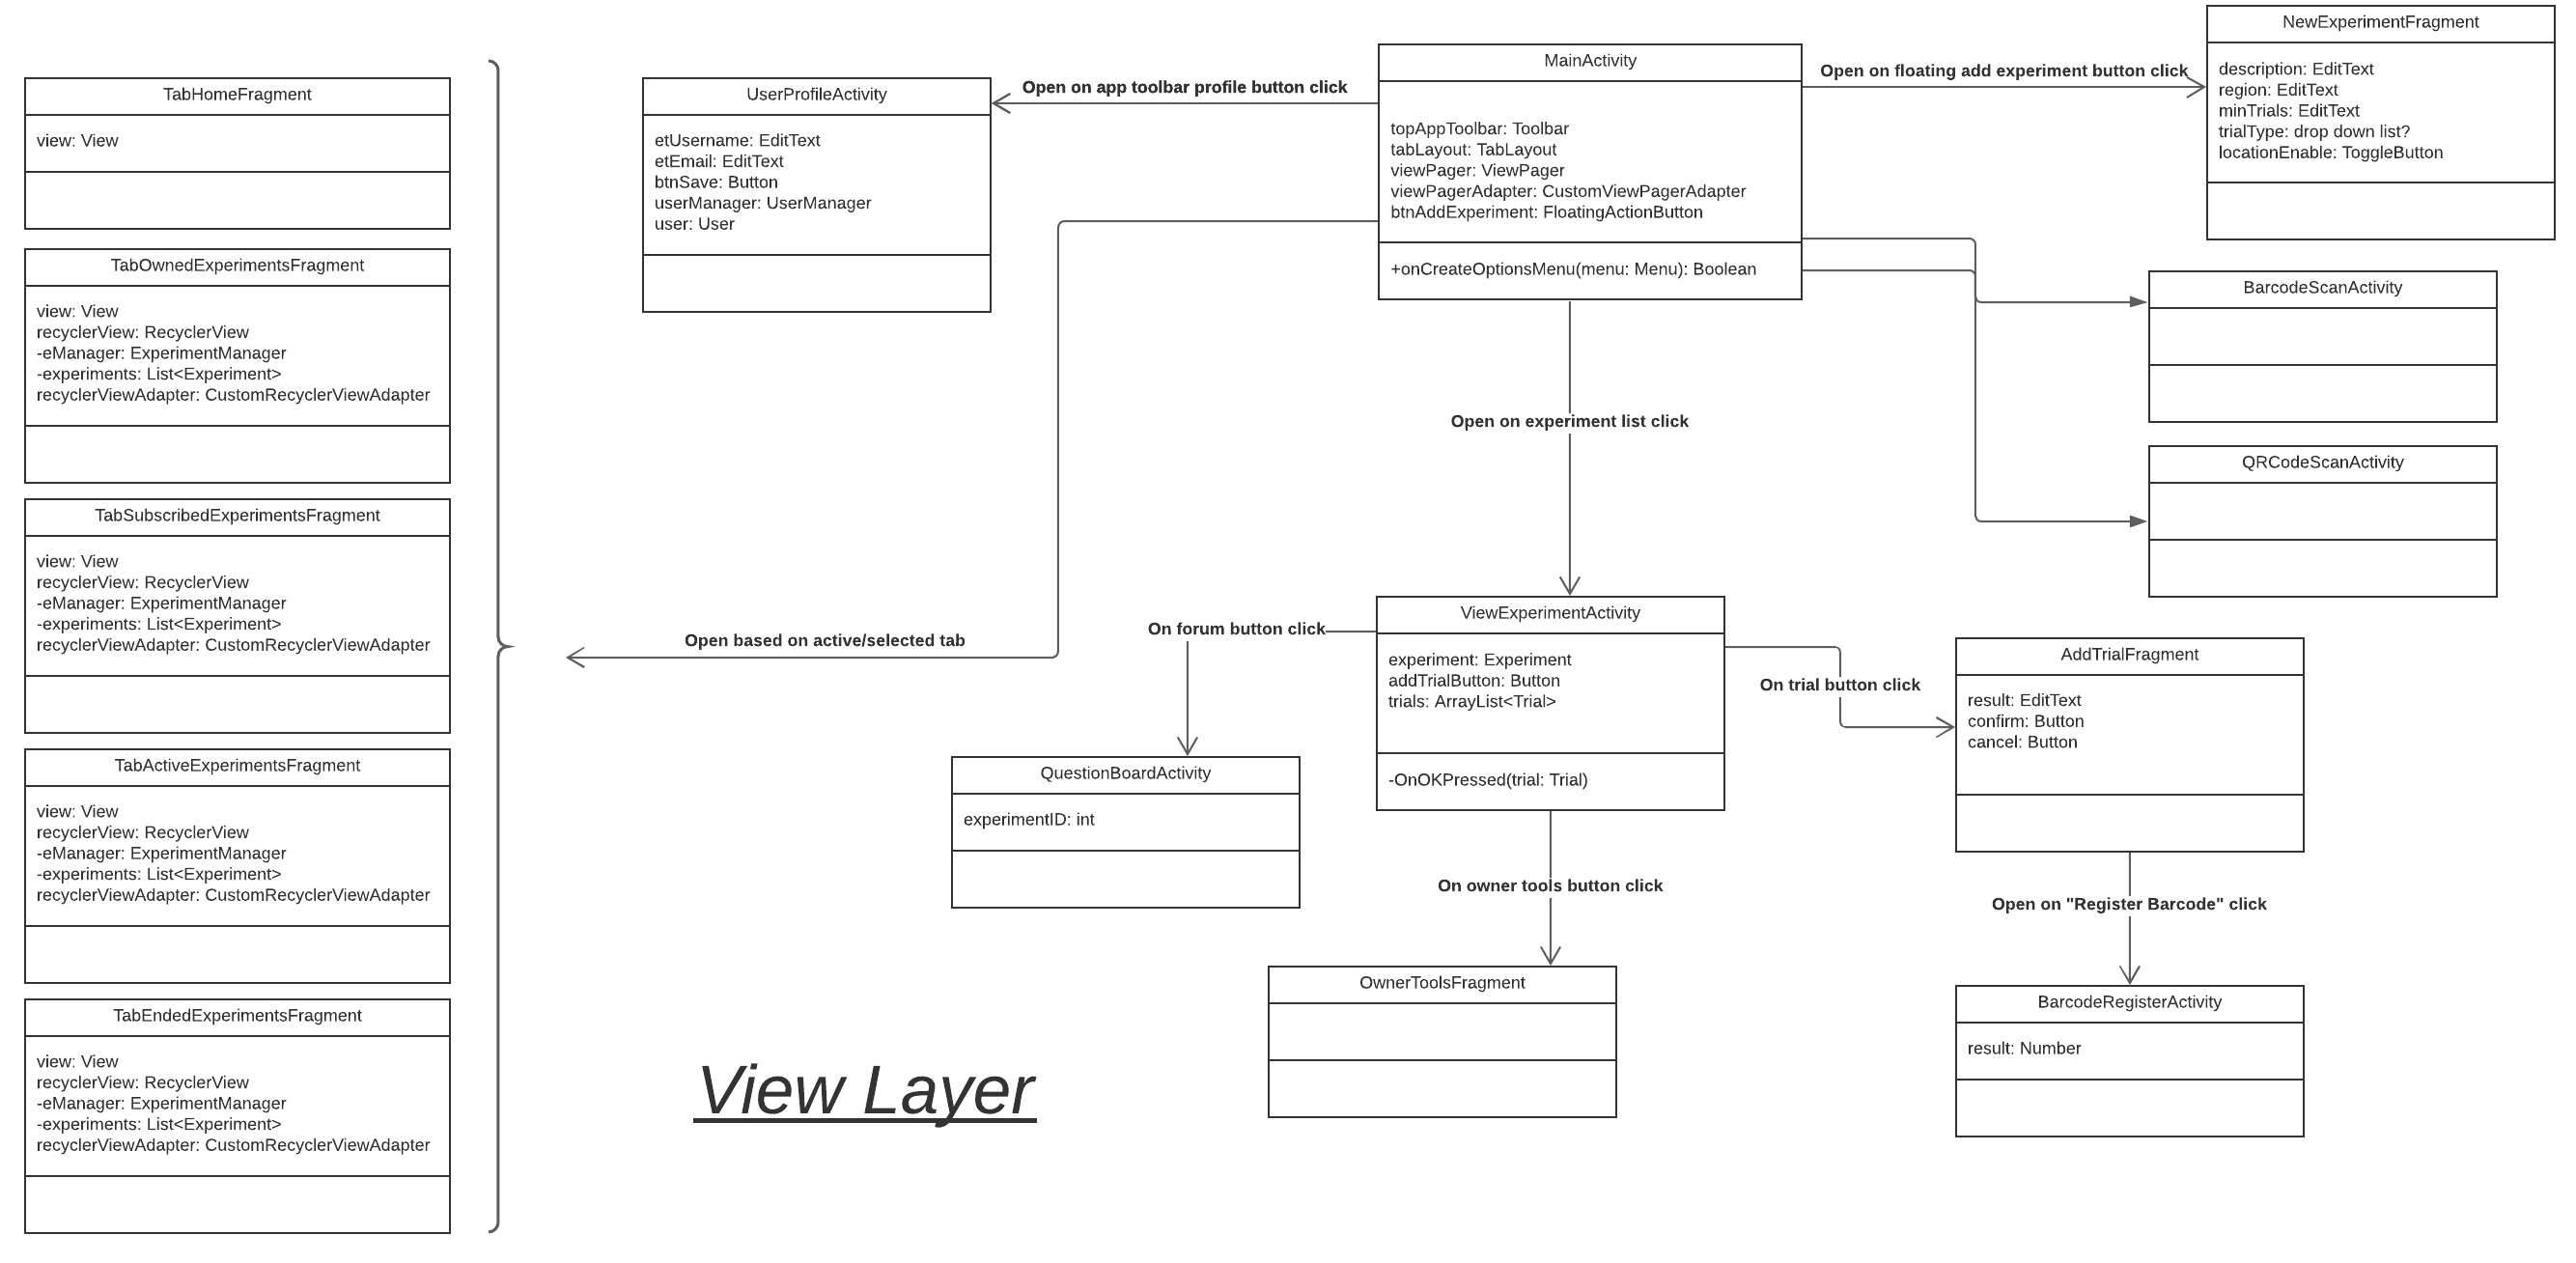 TabHomeFragment
view: View
TabOwnedExperimentsFragment
view: View
recyclerView: RecyclerView
-eManager: ExperimentManager
-experiments: List<Experiment>
recyclerViewAdapter: CustomRecyclerViewAdapter
TabSubscribedExperimentsFragment
view: View
recyclerView: RecyclerView
-eManager: ExperimentManager
-experiments: List<Experiment>
recyclerViewAdapter: CustomRecyclerViewAdapter
TabActiveExperimentsFragment
view: View
recyclerView: RecyclerView
-eManager: ExperimentManager
-experiments: List<Experiment>
recyclerViewAdapter: CustomRecyclerViewAdapter
TabEndedExperimentsFragment
view: View
recyclerView: RecyclerView
-eManager: ExperimentManager
-experiments: List<Experiment>
recyclerViewAdapter: CustomRecyclerViewAdapter
UserProfileActivity
etUsername: EditText
etEmail: EditText
btnSave: Button
userManager: UserManager
user: User
Open on app toolbar profile button click
MainActivity
topAppToolbar: Toolbar
tabLayout: TabLayout
viewPager: ViewPager
viewPagerAdapter: CustomViewPagerAdapter
btnAddExperiment: FloatingActionButton
+onCreateOptionsMenu(menu: Menu): Boolean
Open on floating add experiment button click
NewExperimentFragment
description: EditText
region: EditText
minTrials: EditText
trialType: drop down list?
locationEnable: ToggleButton
BarcodeScanActivity
QRCodeScanActivity
Open on experiment list click
Open based on active/selected tab
On forum button click
ViewExperimentActivity
experiment: Experiment
addTrialButton: Button
trials: ArrayList<Trial>
-OnOKPressed(trial: Trial)
On trial button click
AddTrialFragment
result: EditText
confirm: Button
cancel: Button
QuestionBoardActivity
experimentID: int
On owner tools button click
Open on "Register Barcode" click
OwnerToolsFragment
BarcodeRegisterActivity
result: Number
View Layer